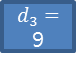 d₃ =
9